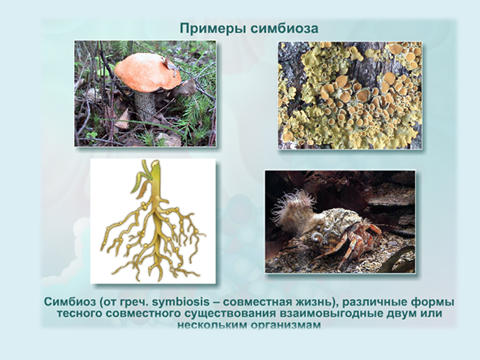 Примеры симбиоза
Симбиоз (от греч. symbiosis – совместная жизнь), различные формы
тесного совместного существования взаимовыгодные двум или
нескольким организмам